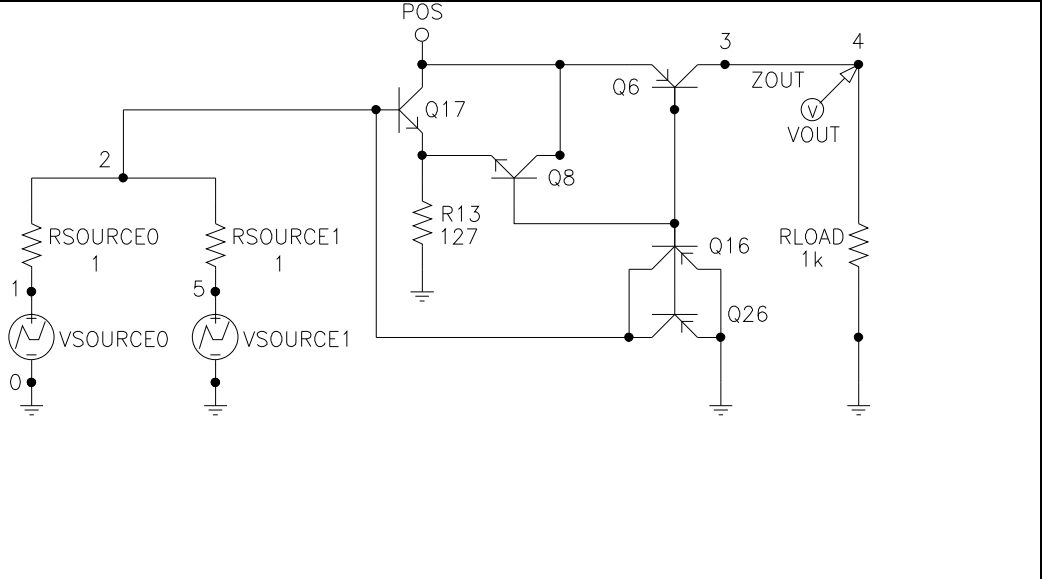 POS
3
4
Q6
ZOUT
Q17
V
VOUT
2
Q8
RSOURCE0
1
RSOURCE1
1
R13
127
Q16
RLOAD
1k
1
5
Q26
+
+
VSOURCE0
VSOURCE1
0